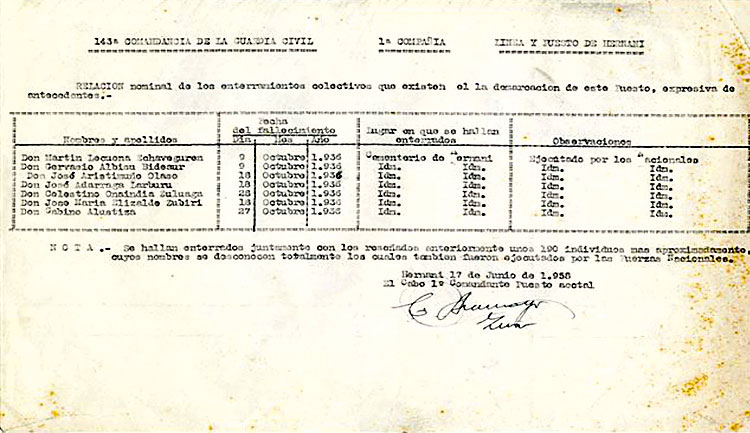 143ª COMANDANCIA DE LA GUARDIA CIVIL 1ª COMPAÑIA LINEA Y PUESTO DE HERNANI
RELACION nominal de los enterramientos colectivos que existen el la demarcacion de este Puesto, expresiva de
antecedentes.-
Nombres y apellidos Fecha del fallecimiento Dia Mes Año Lugar en que se hallan enterrados Observaciones
Don Martin Lecuona Echaveguren 9 Octubre 1.936 Cementerio de Hernani Ejecutado por los Nacionales
Don Gervasio Albisu Bidesur 9 Octubre 1.936 Idm. Idm. Idm. Idm.
Don José Aristimuño Olaso 18 Octubre 1.936 Idm. Idm. Idm. Idm.
Don José Adarraga Larburu 18 Octubre 1.936 Idm. Idm. Idm. Idm.
Don Celestino Onaindia Zuluaga 28 Octubre 1.936 Idm. Idm. Idm. Idm.
Don Jose Maria Elizalde Zubiri 18 Octubre 1.936 Idm. Idm. Idm. Idm.
Don Gabino Alustiza 27 Octubre 1.936 Idm. Idm. Idm. Idm.
N O T A .- Se hallan enterrados juntamente con los reseñados anteriormente unos 190 individuos mas aproximadamente,
cuyos nombres se desconocen totalmente los cuales tambien fueron ejecutados por las Fuerzas Nacionales.
Hernani 17 de Junio de 1.958
El Cabo 1º Comandante Puesto acctal